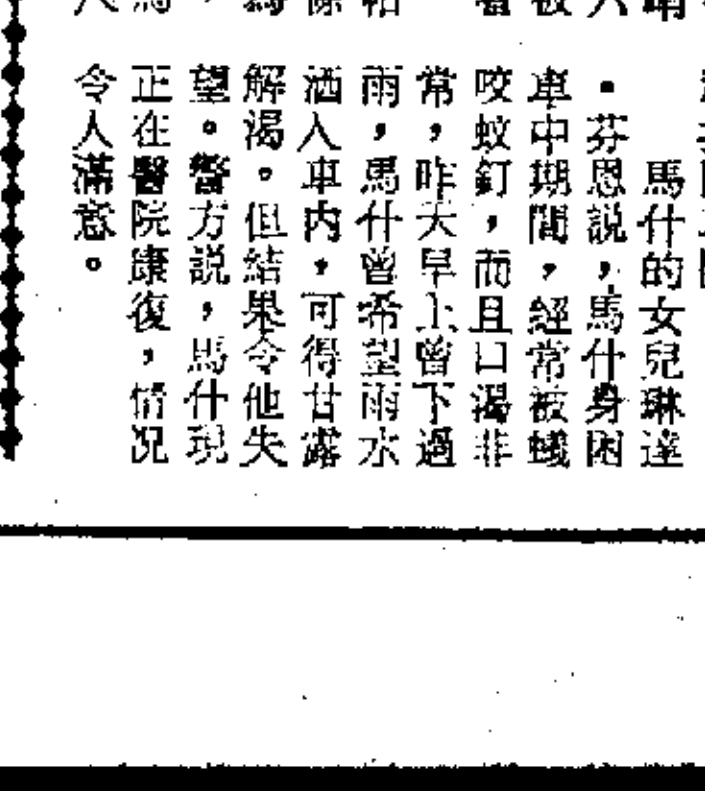 馬什的女兒琳達
・芬恩説，馬什身困
車中期間，經常被蟻
咬蚊釘，而且口渴非
常，昨天早上曾下過
雨，馬什曾希望雨水
洒入車内，可得甘露
解渴。但結果令他失
望。警方説，馬什現
正在醫院康復，情況
令人滿意。